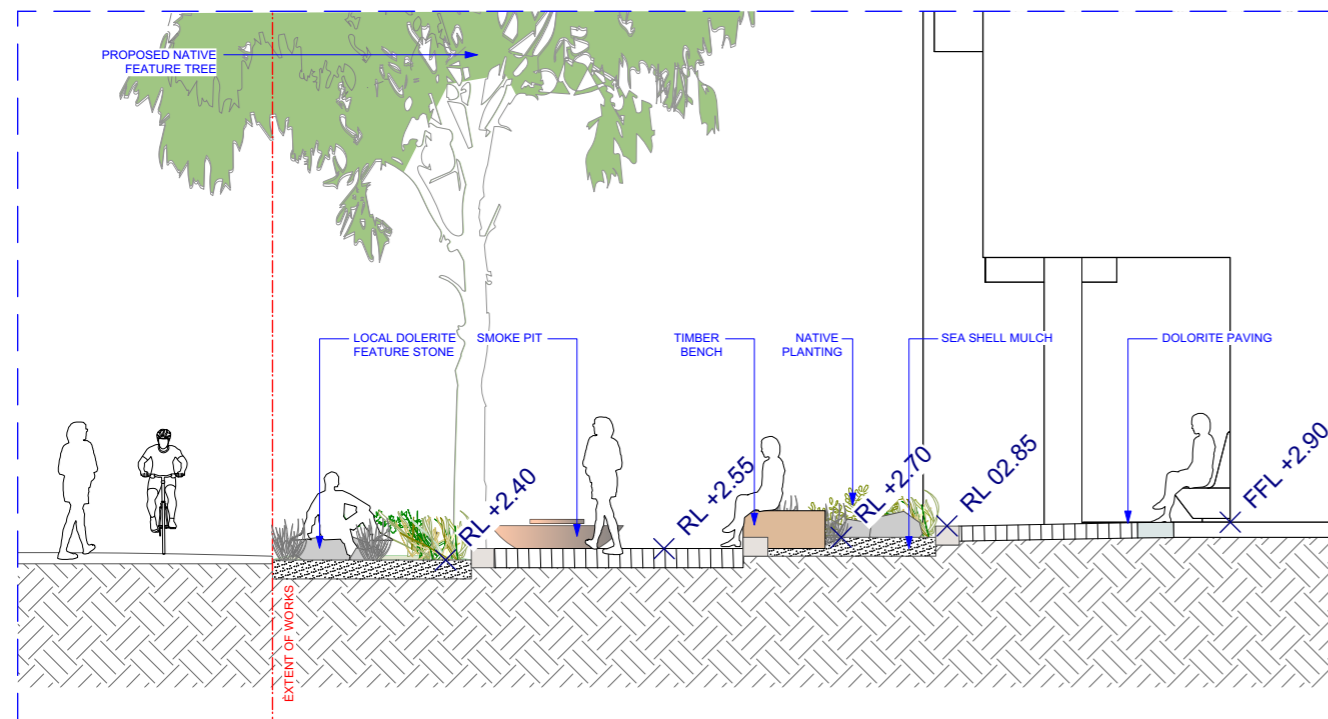 PROPOSED NATIVE
FEATURE TREE
LOCAL DOLERITE
FEATURE STONE
SMOKE PIT
TIMBER
BENCH
NATIVE
PLANTING
SEA SHELL MULCH
DOLORITE PAVING
RL +2.40
RL +2.55
RL +2.70
RL 02.85
FFL +2.90
EXTENT OF WORKS